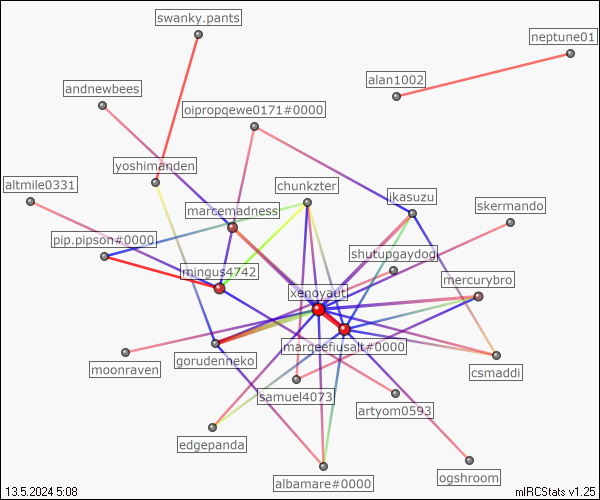 swanky.pants
neptune01
alan1002
andnewbees
oipropqewe0171#0000
yoshimanden
altmile0331
chunkzter
ikasuzu
skermando
marcemadness
pip.pipson#0000
shutupgaydog
mingus4742
mercurybro
xenoyaut
marceefusalt#0000
gorudenneko
moonraven
csmaddi
samuel4073
artyom0593
edgepanda
albamare#0000
ogshroom
13.5.2024 5:08
mIRCStats v1.25